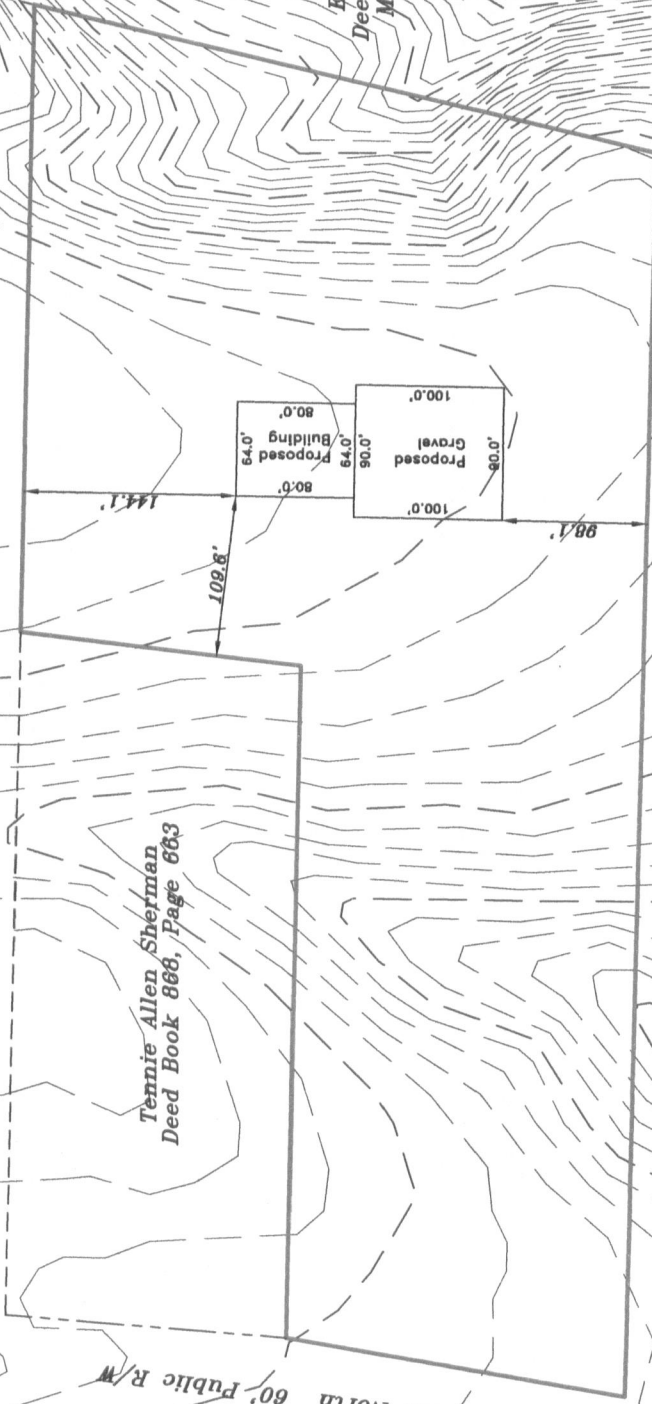 Dee
M
144.1'
64.0'
80.0'
Proposed
Building
80.0'
64.0'
90.0'
100.0'
Proposed
Gravel
100.0'
90.0'
98.1'
109.6'
Tennie Allen Sherman
Deed Book 868, Page 663
60' Public R/W